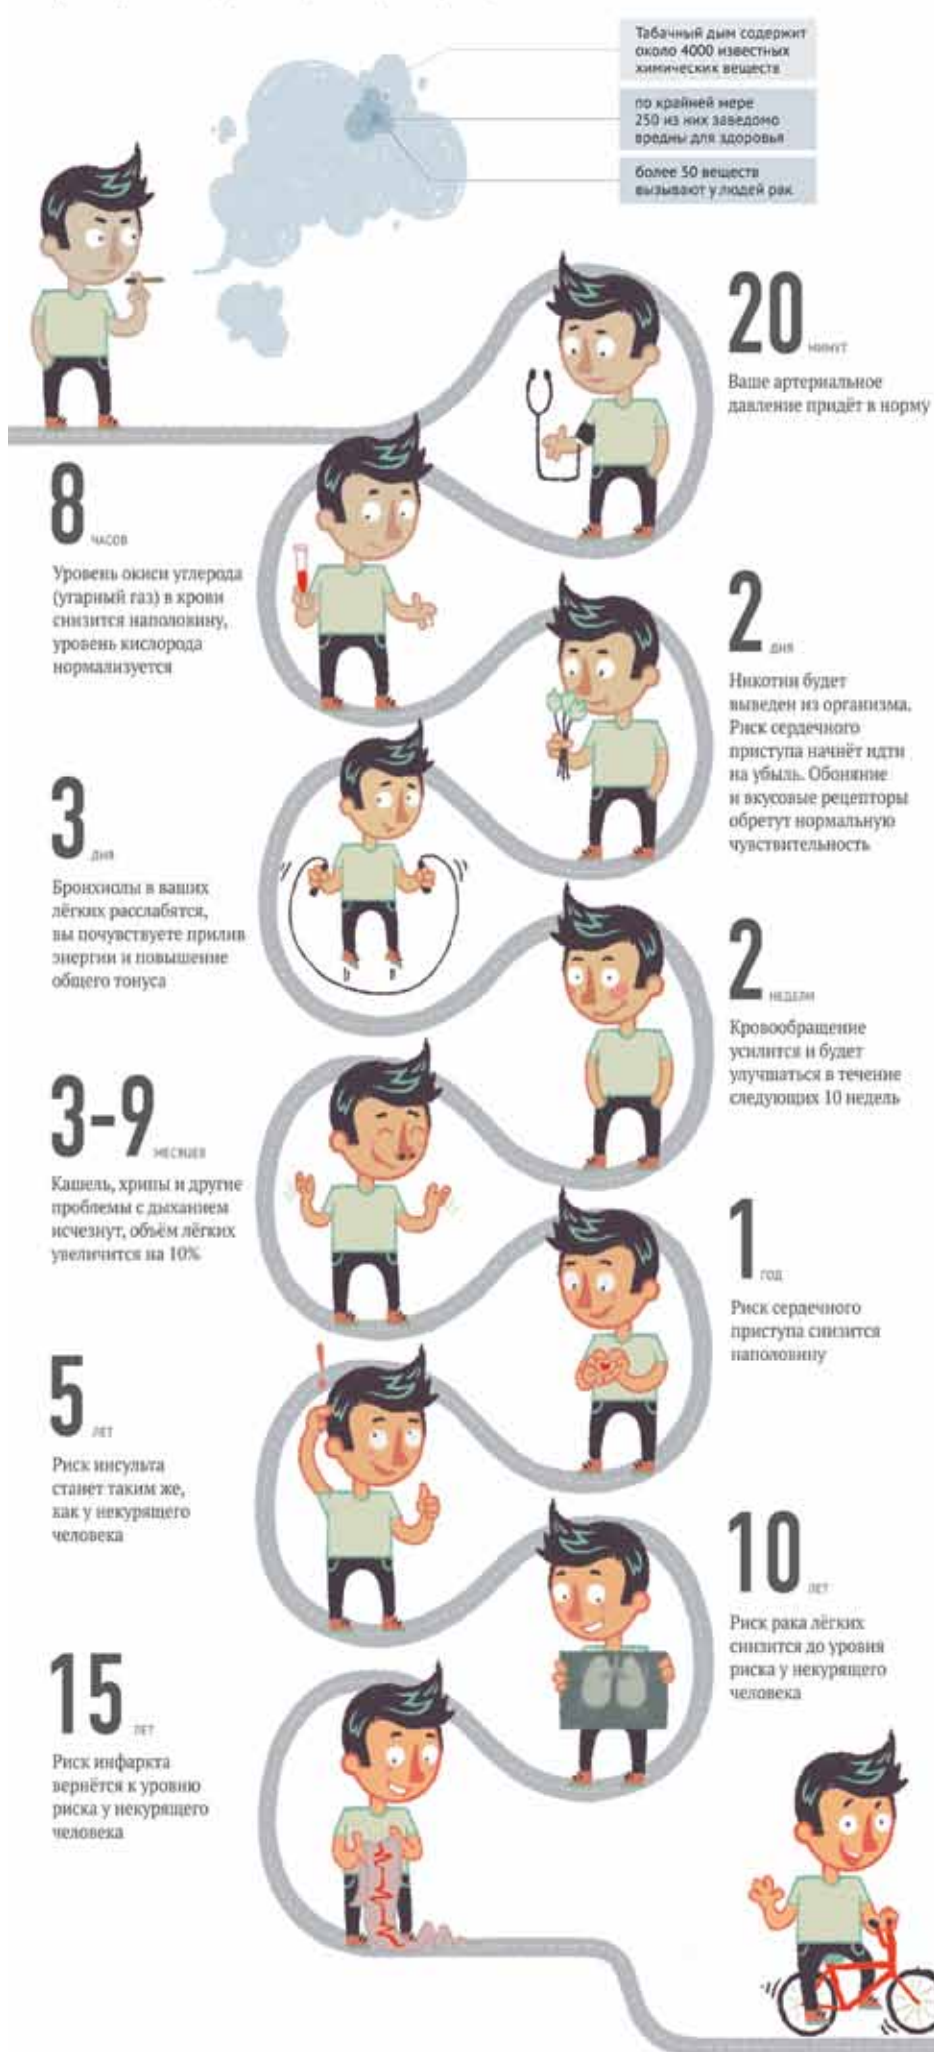 Табачный дым содержит
около 4000 известных
химических веществ
по крайней мере
250 из них заведомо
вредны для здоровья
более 50 веществ
вызывают у людей рак
20 минут
Ваше артериальное
давление придёт в норму
8 часов
Уровень окиси углерода
(угарный газ) в крови
снизится наполовину,
уровень кислорода
нормализуется
2 дня
Никотин будет
выведен из организма.
Риск сердечного
приступа начнёт идти
на убыль. Обоняние
и вкусовые рецепторы
обретут нормальную
чувствительность
3 дня
Бронхиолы в ваших
лёгких расслабятся,
вы почувствуете прилив
энергии и повышение
общего тонуса
2 недели
Кровообращение
усилится и будет
улучшаться в течение
следующих 10 недель
3-9 месяцев
Кашель, хрипы и другие
проблемы с дыханием
исчезнут, объём лёгких
увеличится на 10%
1 год
Риск сердечного
приступа снизится
наполовину
5 лет
Риск инсульта
станет таким же,
как у некурящего
человека
10 лет
Риск рака лёгких
снизится до уровня
риска у некурящего
человека
15 лет
Риск инфаркта
вернётся к уровню
риска у некурящего
человека